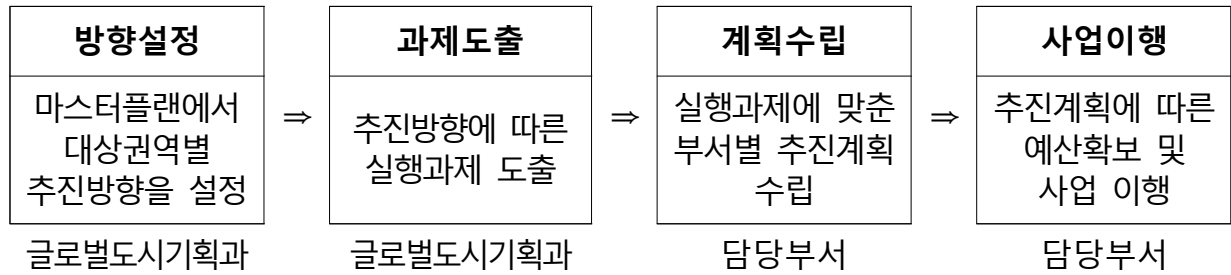 방향설정
마스터플랜에서
대상권역별
추진방향을 설정
글로벌도시기획과
⇒
과제도출
추진방향에 따른
실행과제 도출
글로벌도시기획과
⇒
계획수립
실행과제에 맞춘
부서별 추진계획
수립
담당부서
⇒
사업이행
추진계획에 따른
예산확보 및
사업 이행
담당부서